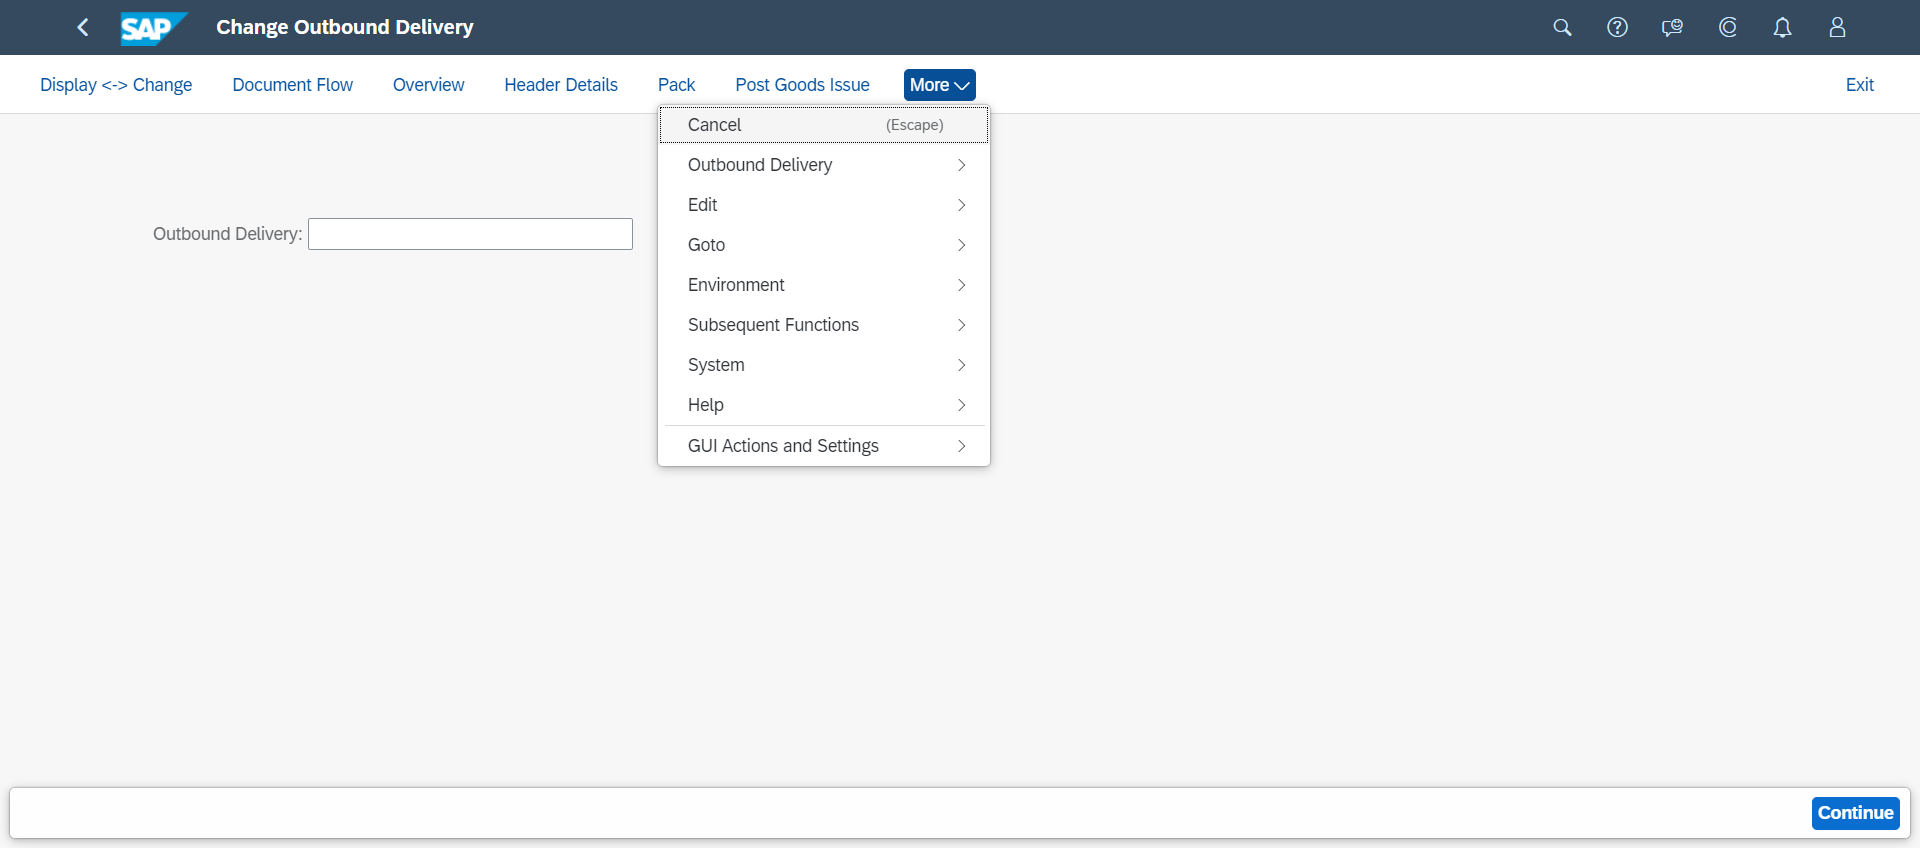 SAP Change Outbound Delivery
Display <-> Change Document Flow Overview Header Details Pack Post Goods Issue More Exit
Cancel (Escape)
Outbound Delivery
Edit
Outbound Delivery:
Goto
Environment
Subsequent Functions
System
Help
GUI Actions and Settings
Continue